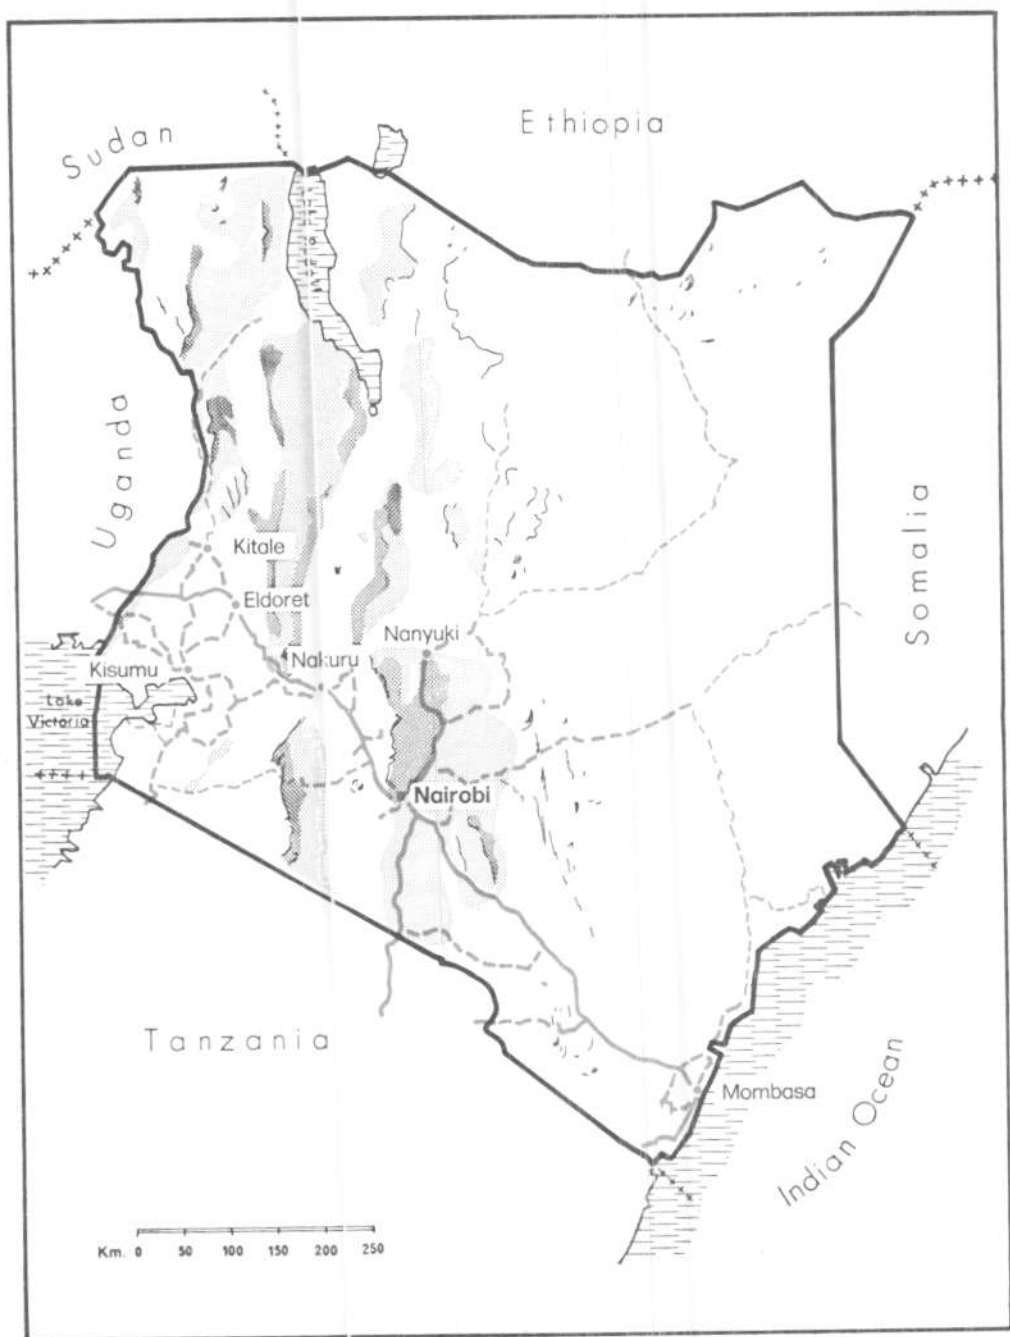 Sudan
Ethiopia
Uganda
Somalia
Kitale
Eldoret
Nanyuki
Nakuru
Kisumu
Lake
Victoria
Nairobi
Tanzania
Mombasa
Indian Ocean
Km. 0 50 100 150 200 250